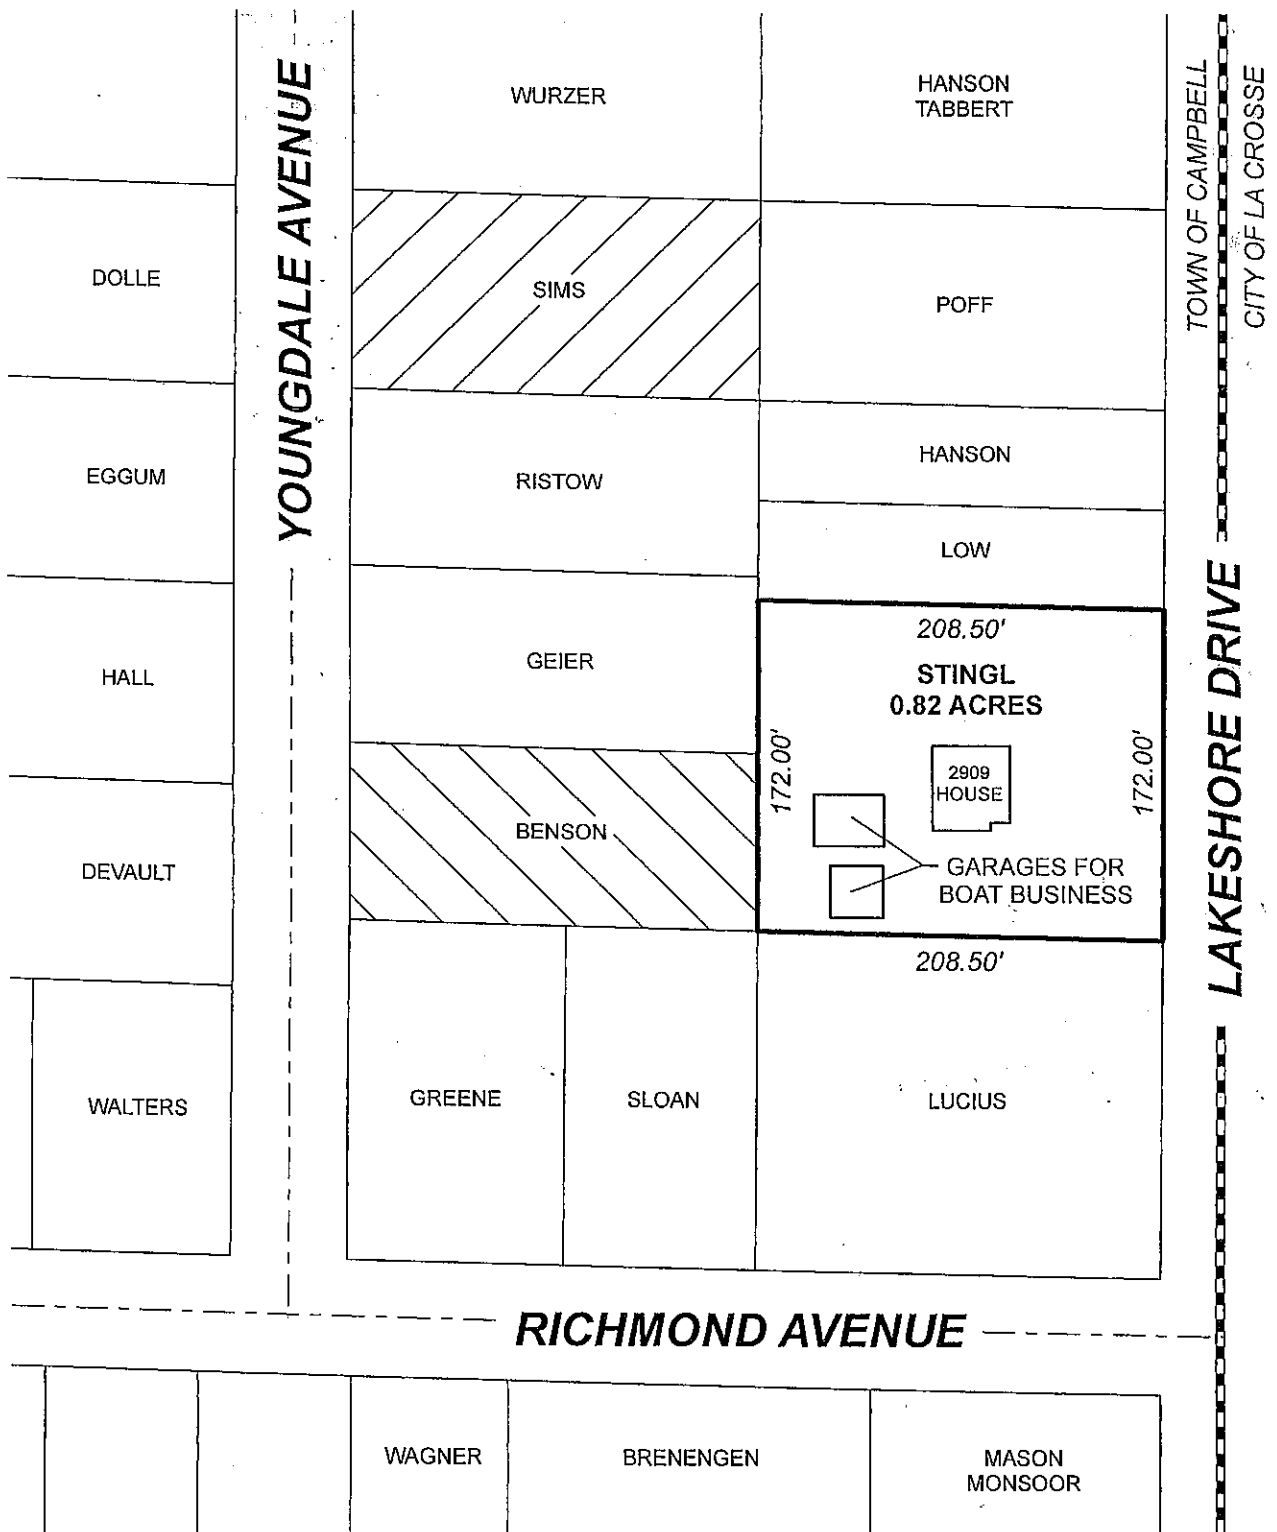 WURZER
HANSON
TABBERT
TOWN OF CAMPBELL
CITY OF LA CROSSE
YOUNGDALE AVENUE
DOLLE
SIMS
POFF
EGGUM
RISTOW
HANSON
LOW
HALL
GEIER
208.50'
STINGL
0.82 ACRES
172.00'
2909
HOUSE
172.00'
LAKESHORE DRIVE
DEVAULT
BENSON
GARAGES FOR
BOAT BUSINESS
208.50'
WALTERS
GREENE
SLOAN
LUCIUS
RICHMOND AVENUE
WAGNER
BRENENGEN
MASON
MONSOOR